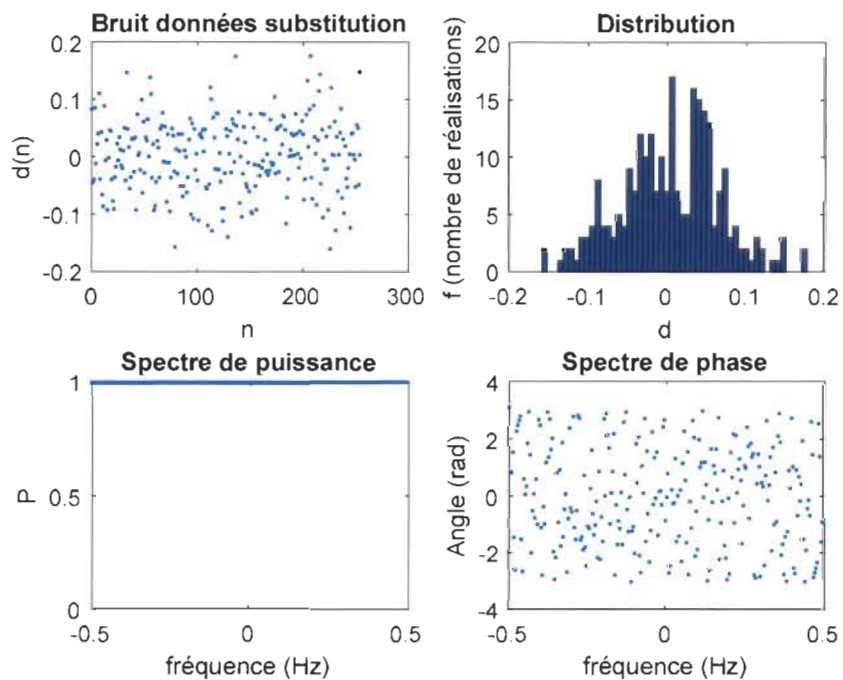 Bruit données substitution
0.2
0.1
0
-0.1
-0.2
d(n)
0
100
200
300
n
Distribution
20
15
10
5
0
f (nombre de réalisations)
-0.2
-0.1
0
0.1
0.2
d
Spectre de puissance
1
0.5
0
P
-0.5
0
0.5
fréquence (Hz)
Spectre de phase
4
2
0
-2
-4
Angle (rad)
-0.5
0
0.5
fréquence (Hz)